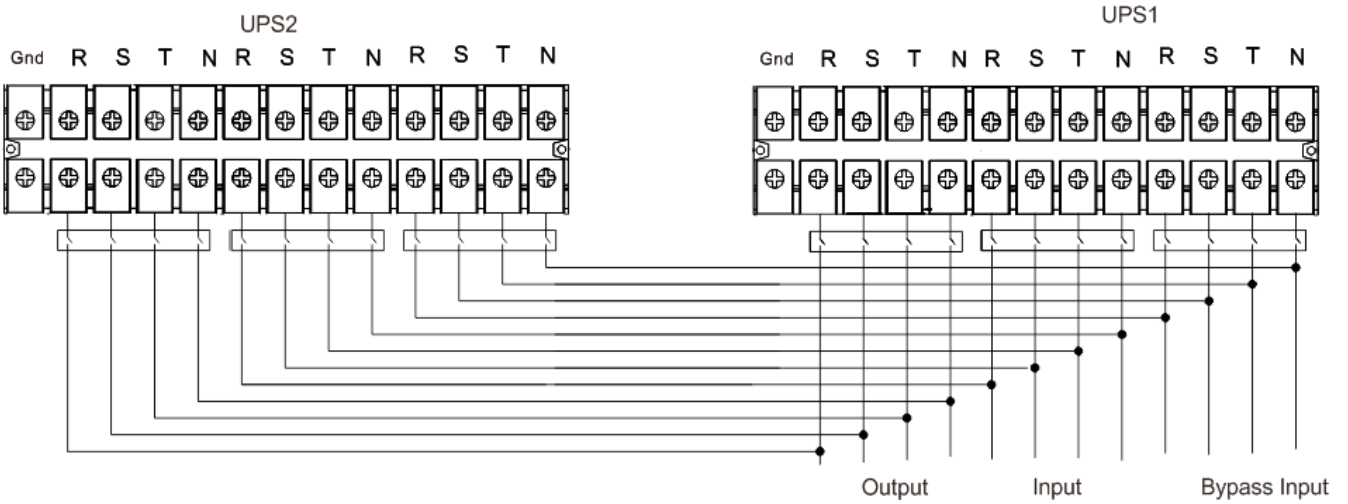 UPS2
UPS1
Gnd R S T N R S T N R S T N
Gnd R S T N R S T N R S T N
Output Input Bypass Input